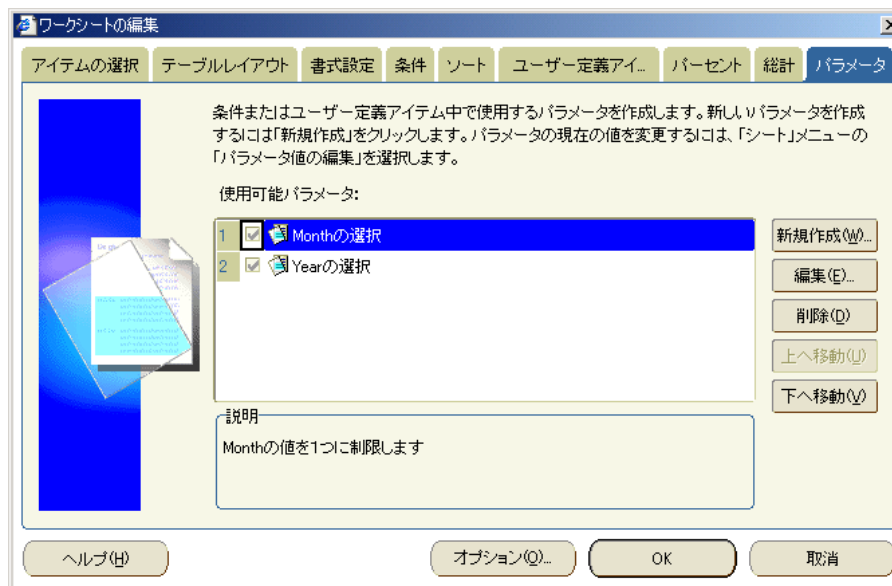 ワークシートの編集
アイテムの選択 テーブルレイアウト 書式設定 条件 ソート ユーザー定義アイ... パーセント 総計 パラメータ
条件またはユーザー定義アイテム中で使用するパラメータを作成します。新しいパラメータを作成
するには「新規作成」をクリックします。パラメータの現在の値を変更するには、「シート」メニューの
「パラメータ値の編集」を選択します。
使用可能パラメータ:
1 Monthの選択
2 Yearの選択
新規作成(W)...
編集(E)...
削除(D)
上へ移動(U)
下へ移動(V)
説明
Monthの値を1つに制限します
ヘルプ(H) オプション(O)... OK 取消